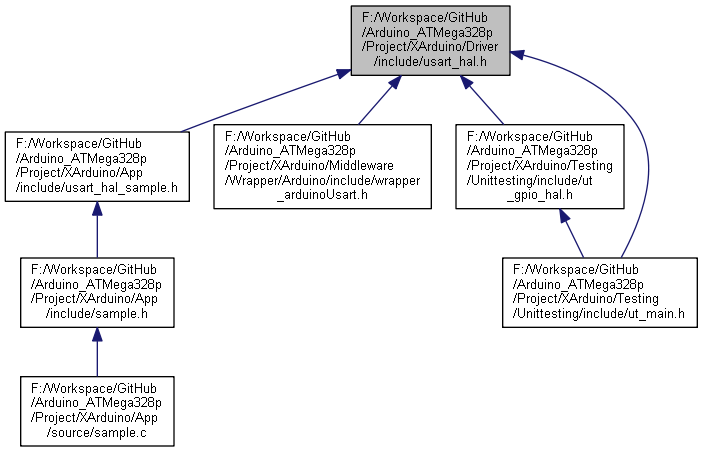 F:/Workspace/GitHub
/Arduino_ATMega328p
/Project/XArduino/Driver
/include/usart_hal.h
F:/Workspace/GitHub
/Arduino_ATMega328p
/Project/XArduino/App
/include/usart_hal_sample.h
F:/Workspace/GitHub
/Arduino_ATMega328p
/Project/XArduino/Middleware
/Wrapper/Arduino/include/wrapper
_arduinoUsart.h
F:/Workspace/GitHub
/Arduino_ATMega328p
/Project/XArduino/Testing
/Unittesting/include/ut
_gpio_hal.h
F:/Workspace/GitHub
/Arduino_ATMega328p
/Project/XArduino/App
/include/sample.h
F:/Workspace/GitHub
/Arduino_ATMega328p
/Project/XArduino/Testing
/Unittesting/include/ut_main.h
F:/Workspace/GitHub
/Arduino_ATMega328p
/Project/XArduino/App
/source/sample.c